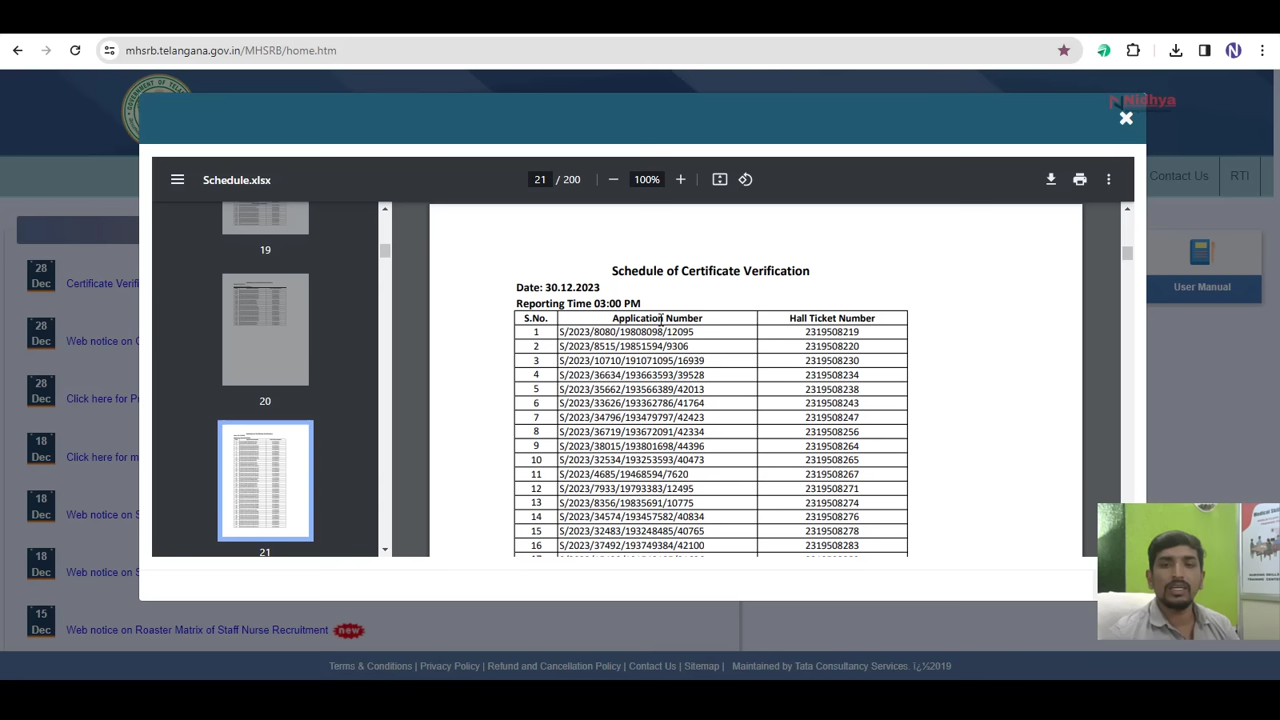 mhsrb.telangana.gov.in/MHSRB/home.htm
N
Nidhya
Schedule.xlsx
21 / 200
100%
Contact Us
RTI
19
20
21
Schedule of Certificate Verification
Date: 30.12.2023
Reporting Time 03:00 PM
S.No. Application Number Hall Ticket Number
1 S/2023/8080/19808098/12095 2319508219
2 S/2023/8515/19851594/9306 2319508220
3 S/2023/10710/191071095/16939 2319508230
4 S/2023/36634/193663593/39528 2319508234
5 S/2023/35662/193566389/42013 2319508238
6 S/2023/33626/193362786/41764 2319508243
7 S/2023/34796/193479797/42423 2319508247
8 S/2023/36719/193672091/42334 2319508256
9 S/2023/38015/193801698/44396 2319508264
10 S/2023/32534/193253593/40473 2319508265
11 S/2023/4685/19468594/7620 2319508267
12 S/2023/7933/19793383/12495 2319508271
13 S/2023/8356/19835691/10775 2319508274
14 S/2023/34574/193457582/40834 2319508276
15 S/2023/32483/193248485/40765 2319508278
16 S/2023/37492/193749384/42100 2319508283
28
Dec
Certificate Verifi
28
Dec
Web notice on C
28
Dec
Click here for Pr
18
Dec
Click here for m
18
Dec
Web notice on S
18
Dec
Web notice on S
15
Dec
Web notice on Roaster Matrix of Staff Nurse Recruitment new
User Manual
Terms & Conditions | Privacy Policy | Refund and Cancellation Policy | Contact Us | Sitemap | Maintained by Tata Consultancy Services. ï¿½2019